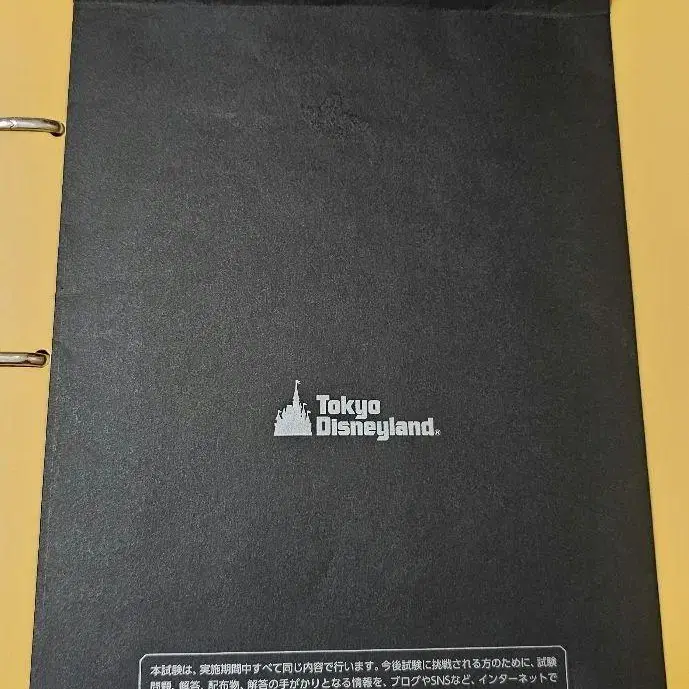 Tokyo
Disneyland®
本試験は、実施期間中すべて同じ内容で行います。今後試験に挑戦される方のために、試験
問題、解答、配布物、解答の手がかりとなる情報を、ブログやSNSなど、インターネットで